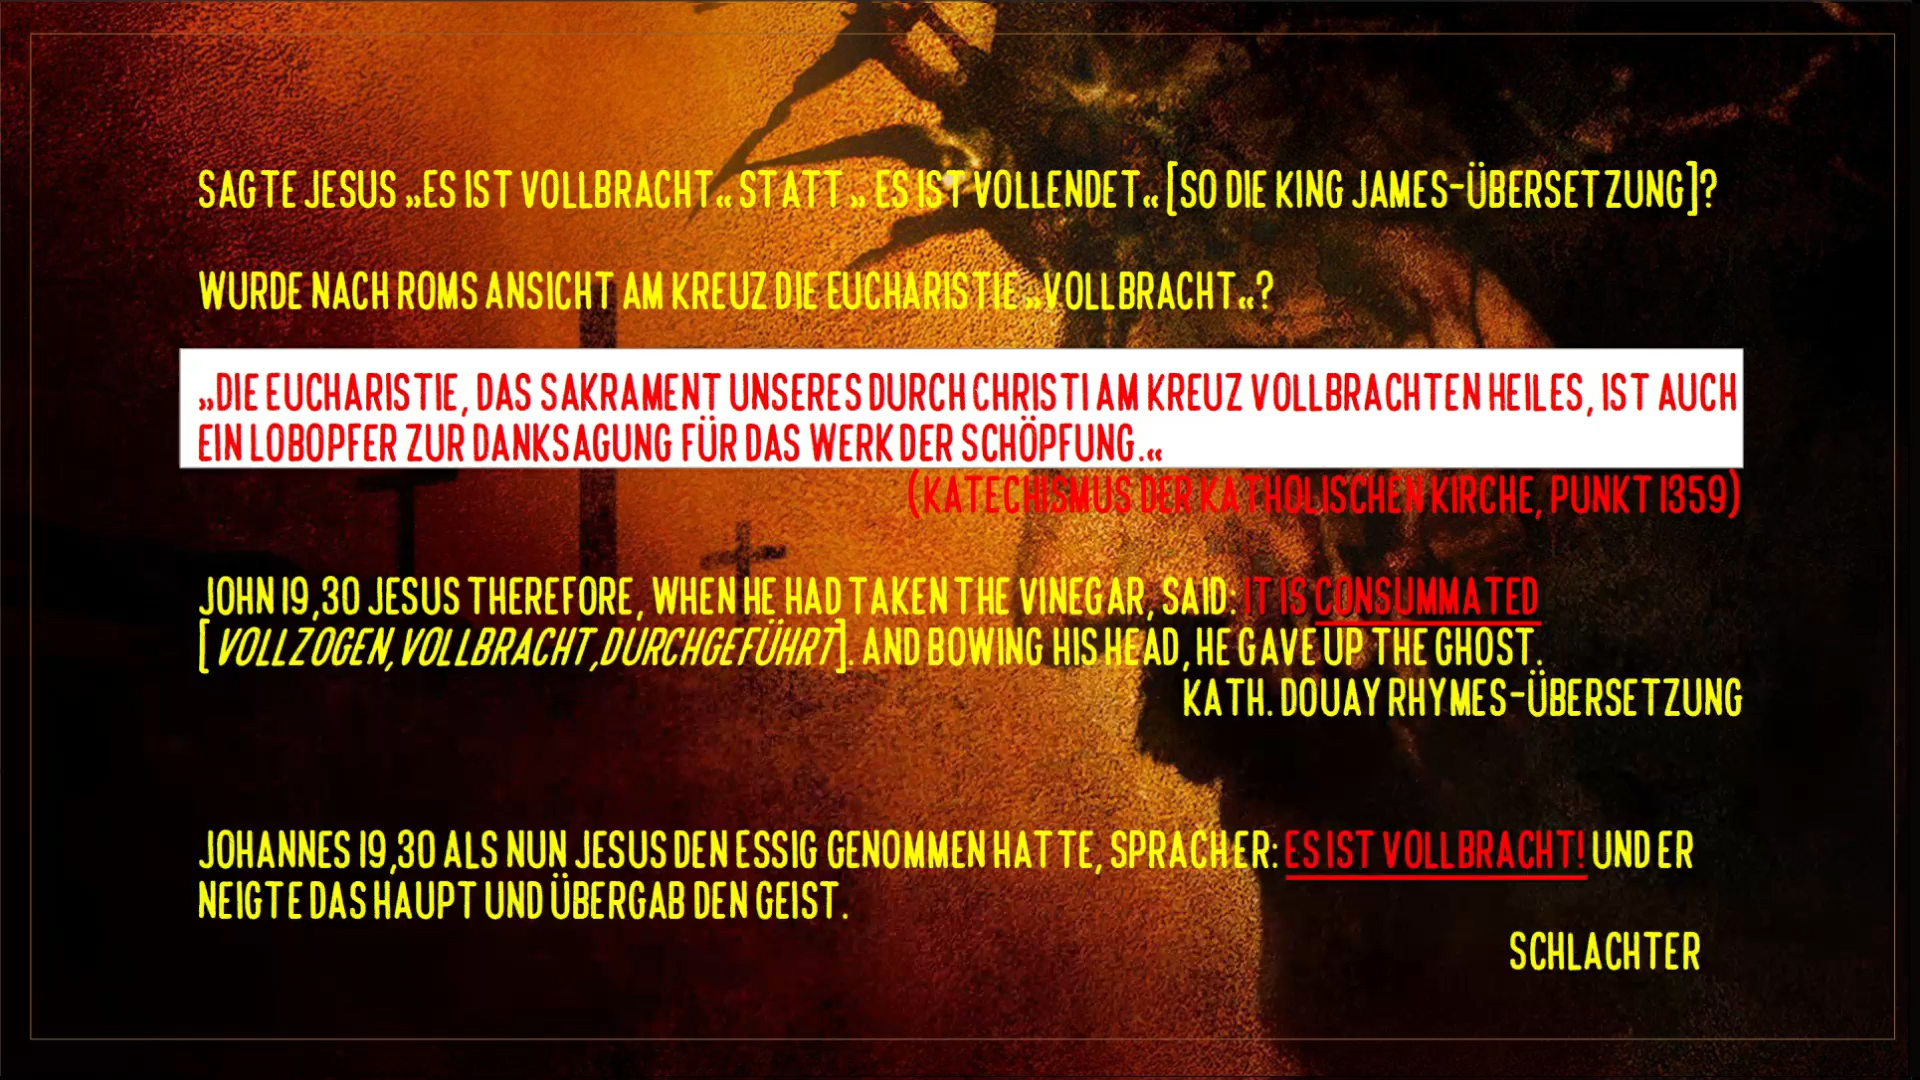 SAGTE JESUS »ES IST VOLLBRACHT« STATT » ES IST VOLLENDET« [SO DIE KING JAMES-ÜBERSETZUNG]?
WURDE NACH ROMS ANSICHT AM KREUZ DIE EUCHARISTIE »VOLLBRACHT«?
»DIE EUCHARISTIE, DAS SAKRAMENT UNSERES DURCH CHRISTI AM KREUZ VOLLBRACHTEN HEILES, IST AUCH
EIN LOBOPFER ZUR DANKSAGUNG FÜR DAS WERK DER SCHÖPFUNG.«
(KATECHISMUS DER KATHOLISCHEN KIRCHE, PUNKT 1359)
JOHN 19,30 JESUS THEREFORE, WHEN HE HAD TAKEN THE VINEGAR, SAID: IT IS CONSUMMATED
[ VOLLZOGEN, VOLLBRACHT, DURCHGEFÜHRT]. AND BOWING HIS HEAD, HE GAVE UP THE GHOST.
KATH. DOUAY RHYMES-ÜBERSETZUNG
JOHANNES 19,30 ALS NUN JESUS DEN ESSIG GENOMMEN HATTE, SPRACH ER: ES IST VOLLBRACHT! UND ER
NEIGTE DAS HAUPT UND ÜBERGAB DEN GEIST.
SCHLACHTER